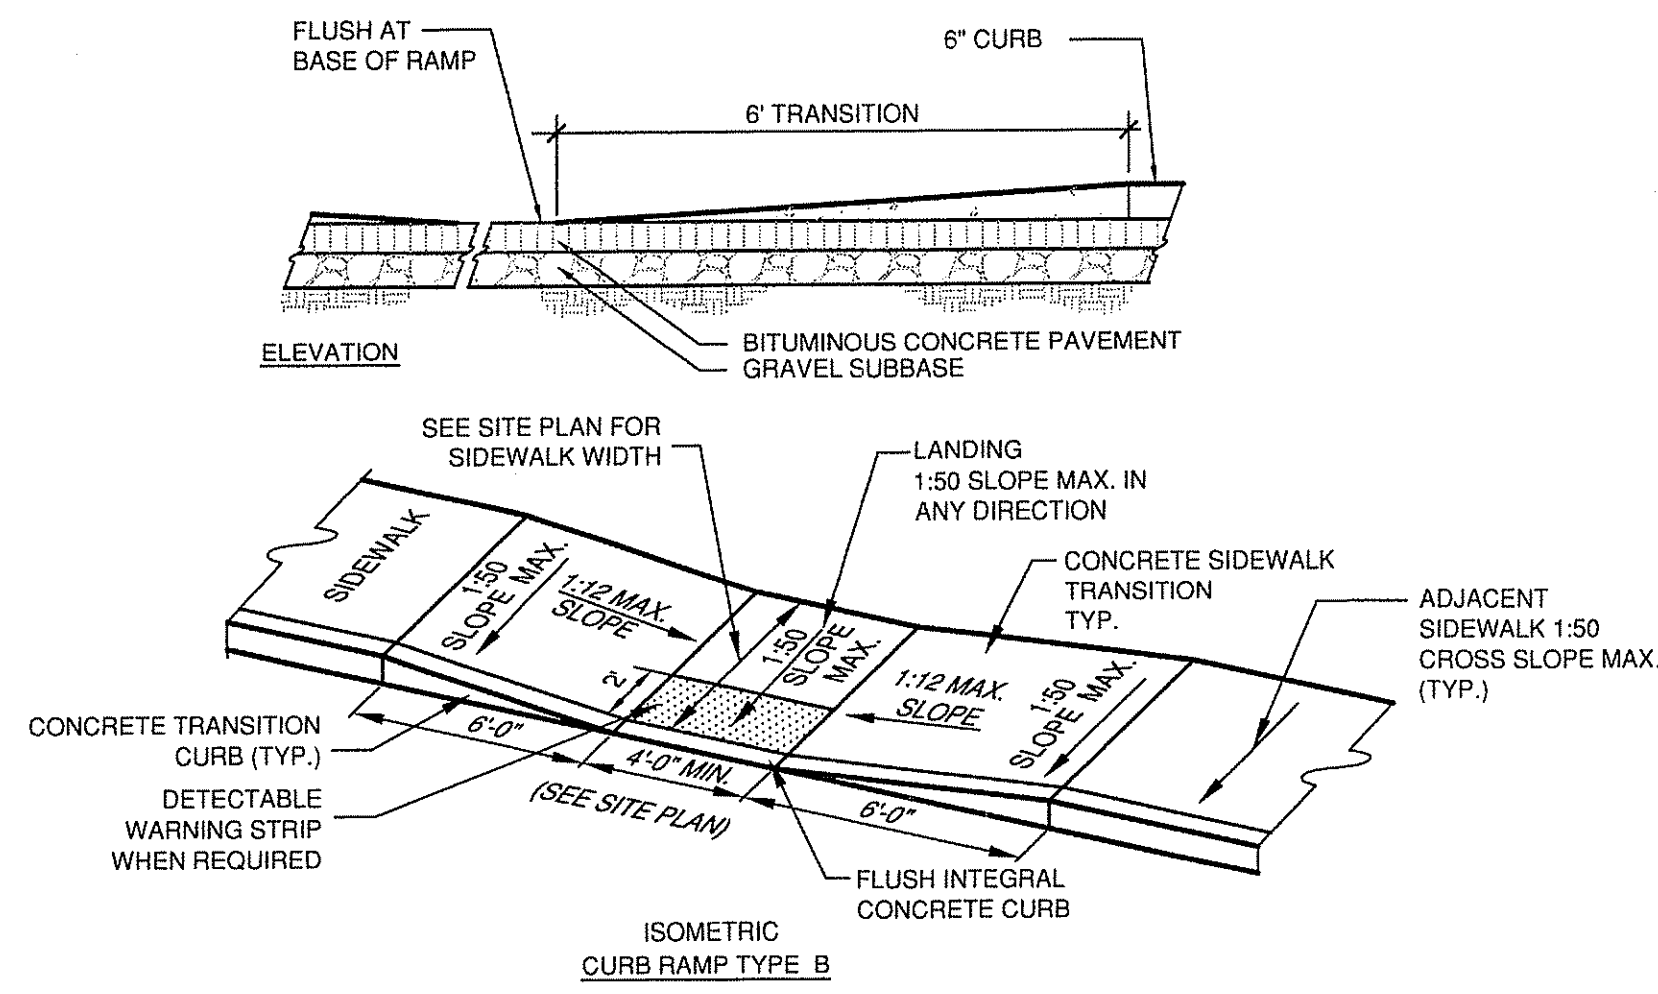 FLUSH AT
BASE OF RAMP
6" CURB
6' TRANSITION
ELEVATION
BITUMINOUS CONCRETE PAVEMENT
GRAVEL SUBBASE
SEE SITE PLAN FOR
SIDEWALK WIDTH
LANDING
1:50 SLOPE MAX. IN
ANY DIRECTION
CONCRETE SIDEWALK
TRANSITION
TYP.
ADJACENT
SIDEWALK 1:50
CROSS SLOPE MAX.
(TYP.)
SIDEWALK
1:50
SLOPE MAX.
1:12 MAX.
SLOPE
1:50
SLOPE
MAX.
2'
1:12 MAX.
SLOPE
1:50
SLOPE MAX.
CONCRETE TRANSITION
CURB (TYP.)
6'-0"
4'-0" MIN.
(SEE SITE PLAN)
6'-0"
DETECTABLE
WARNING STRIP
WHEN REQUIRED
FLUSH INTEGRAL
CONCRETE CURB
ISOMETRIC
CURB RAMP TYPE B